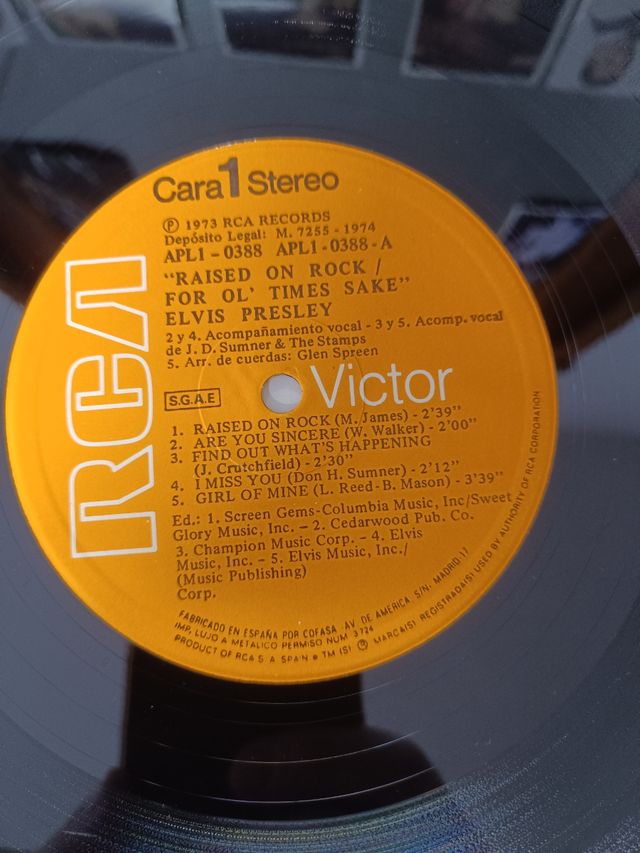 Cara 1 Stereo
Ⓟ 1973 RCA RECORDS
Depósito Legal: M. 7255 - 1974
APL1 - 0388 APL1 - 0388 - A
"RAISED ON ROCK /
FOR OL' TIMES SAKE"
ELVIS PRESLEY
2 y 4. Acompañamiento vocal - 3 y 5. Acomp. vocal
de J. D. Sumner & The Stamps
5. Arr. de cuerdas: Glen Spreen
RCA
Victor
S.G.A.E
1. RAISED ON ROCK (M. James) - 2'39"
2. ARE YOU SINCERE (W. Walker) - 2'00"
3. FIND OUT WHAT'S HAPPENING
(J. Crutchfield) - 2'30"
4. I MISS YOU (Don H. Sumner) - 2'12"
5. GIRL OF MINE (L. Reed - B. Mason) - 3'39"
Ed.: 1. Screen Gems-Columbia Music, Inc/Sweet
Glory Music, Inc. - 2. Cedarwood Pub. Co.
3. Champion Music Corp. - 4. Elvis
Music, Inc. - 5. Elvis Music, Inc./
(Music Publishing)
Corp.
FABRICADO EN ESPAÑA POR COFASA - AV. DE AMERICA, S/N. MADRID 17
IMP. LUJO A METALICO PERMISO NUM 3724
PRODUCT OF RCA S. A. SPAIN • TM (S) ® MARCA(S) REGISTRADA(S) USED BY AUTHORITY OF RCA CORPORATION